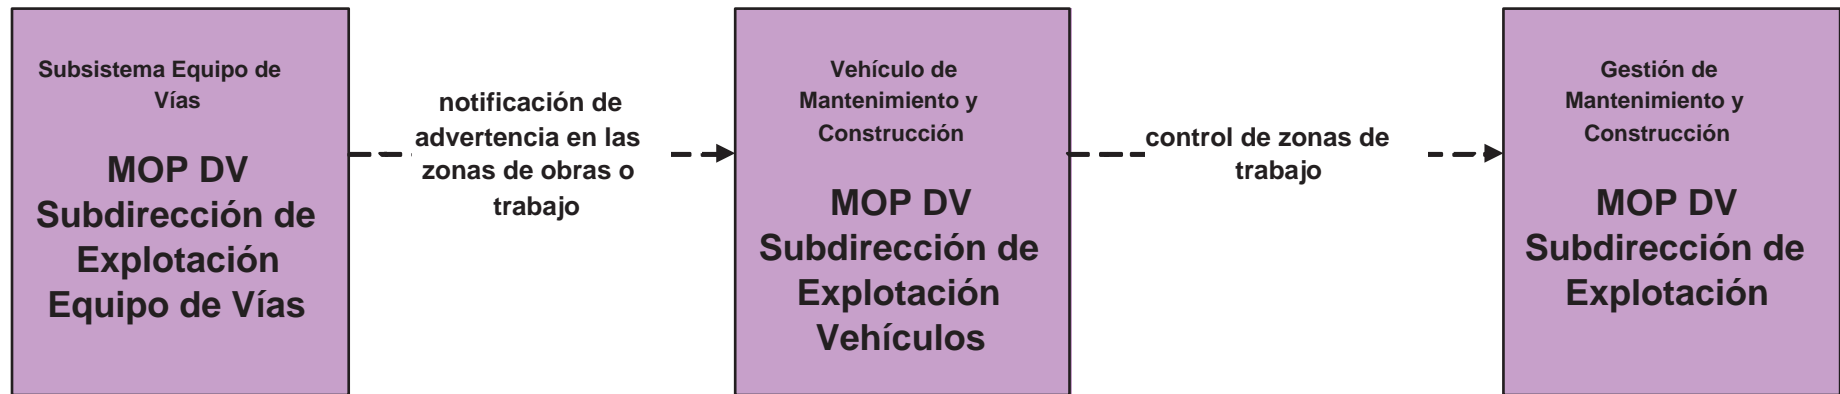 Subsistema Equipo de
Vías
MOP DV
Subdirección de
Explotación
Equipo de Vías
notificación de
advertencia en las
zonas de obras o
trabajo
Vehículo de
Mantenimiento y
Construcción
MOP DV
Subdirección de
Explotación
Vehículos
control de zonas de
trabajo
Gestión de
Mantenimiento y
Construcción
MOP DV
Subdirección de
Explotación